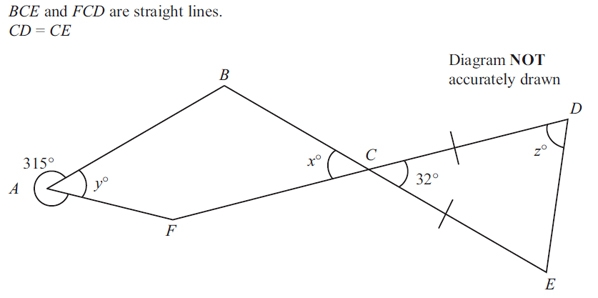 BCE and FCD are straight lines.
CD = CE
Diagram NOT
accurately drawn
B
D
315°
A
y°
x°
C
32°
z°
F
E